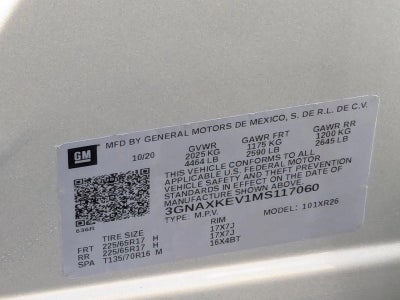 GM
MFD BY GENERAL MOTORS DE MEXICO, S. DE R.L. DE C.V.
10/20 GVWR GAWR FRT GAWR RR
2025 KG 1175 KG 1200 KG
4464 LB 2590 LB 2645 LB
THIS VEHICLE CONFORMS TO ALL
APPLICABLE U.S. FEDERAL MOTOR
VEHICLE SAFETY AND THEFT PREVENTION
STANDARDS IN EFFECT ON THE DATE OF
MANUFACTURE SHOWN ABOVE.
3GNAXKEV1MS117060
TYPE: M.P.V. MODEL: 101XR26
TIRE SIZE RIM
FRT 225/65R17 H 17X7J
RR 225/65R17 H 17X7J
SPA T135/70R16 M 16X4BT